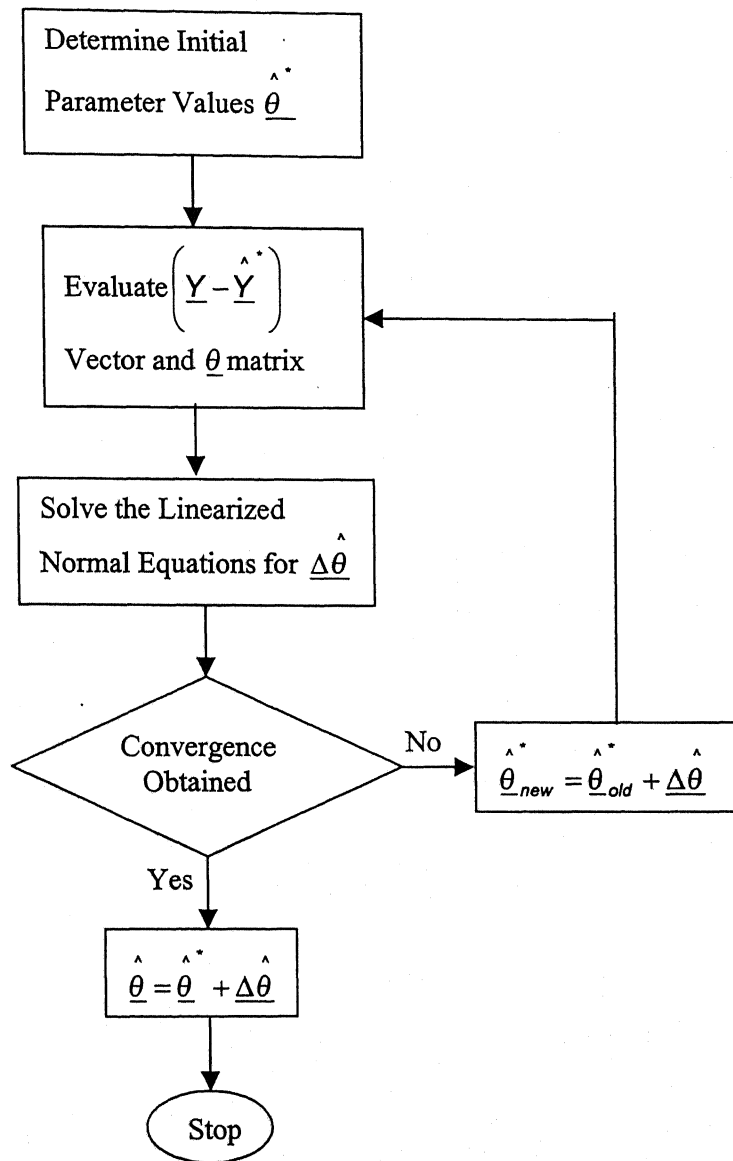 Determine Initial
Parameter Values θ̂*
Evaluate (Y − Ŷ*)
Vector and θ matrix
Solve the Linearized
Normal Equations for Δθ̂
Convergence
Obtained
No
θ̂*new = θ̂*old + Δθ̂
Yes
θ̂ = θ̂* + Δθ̂
Stop